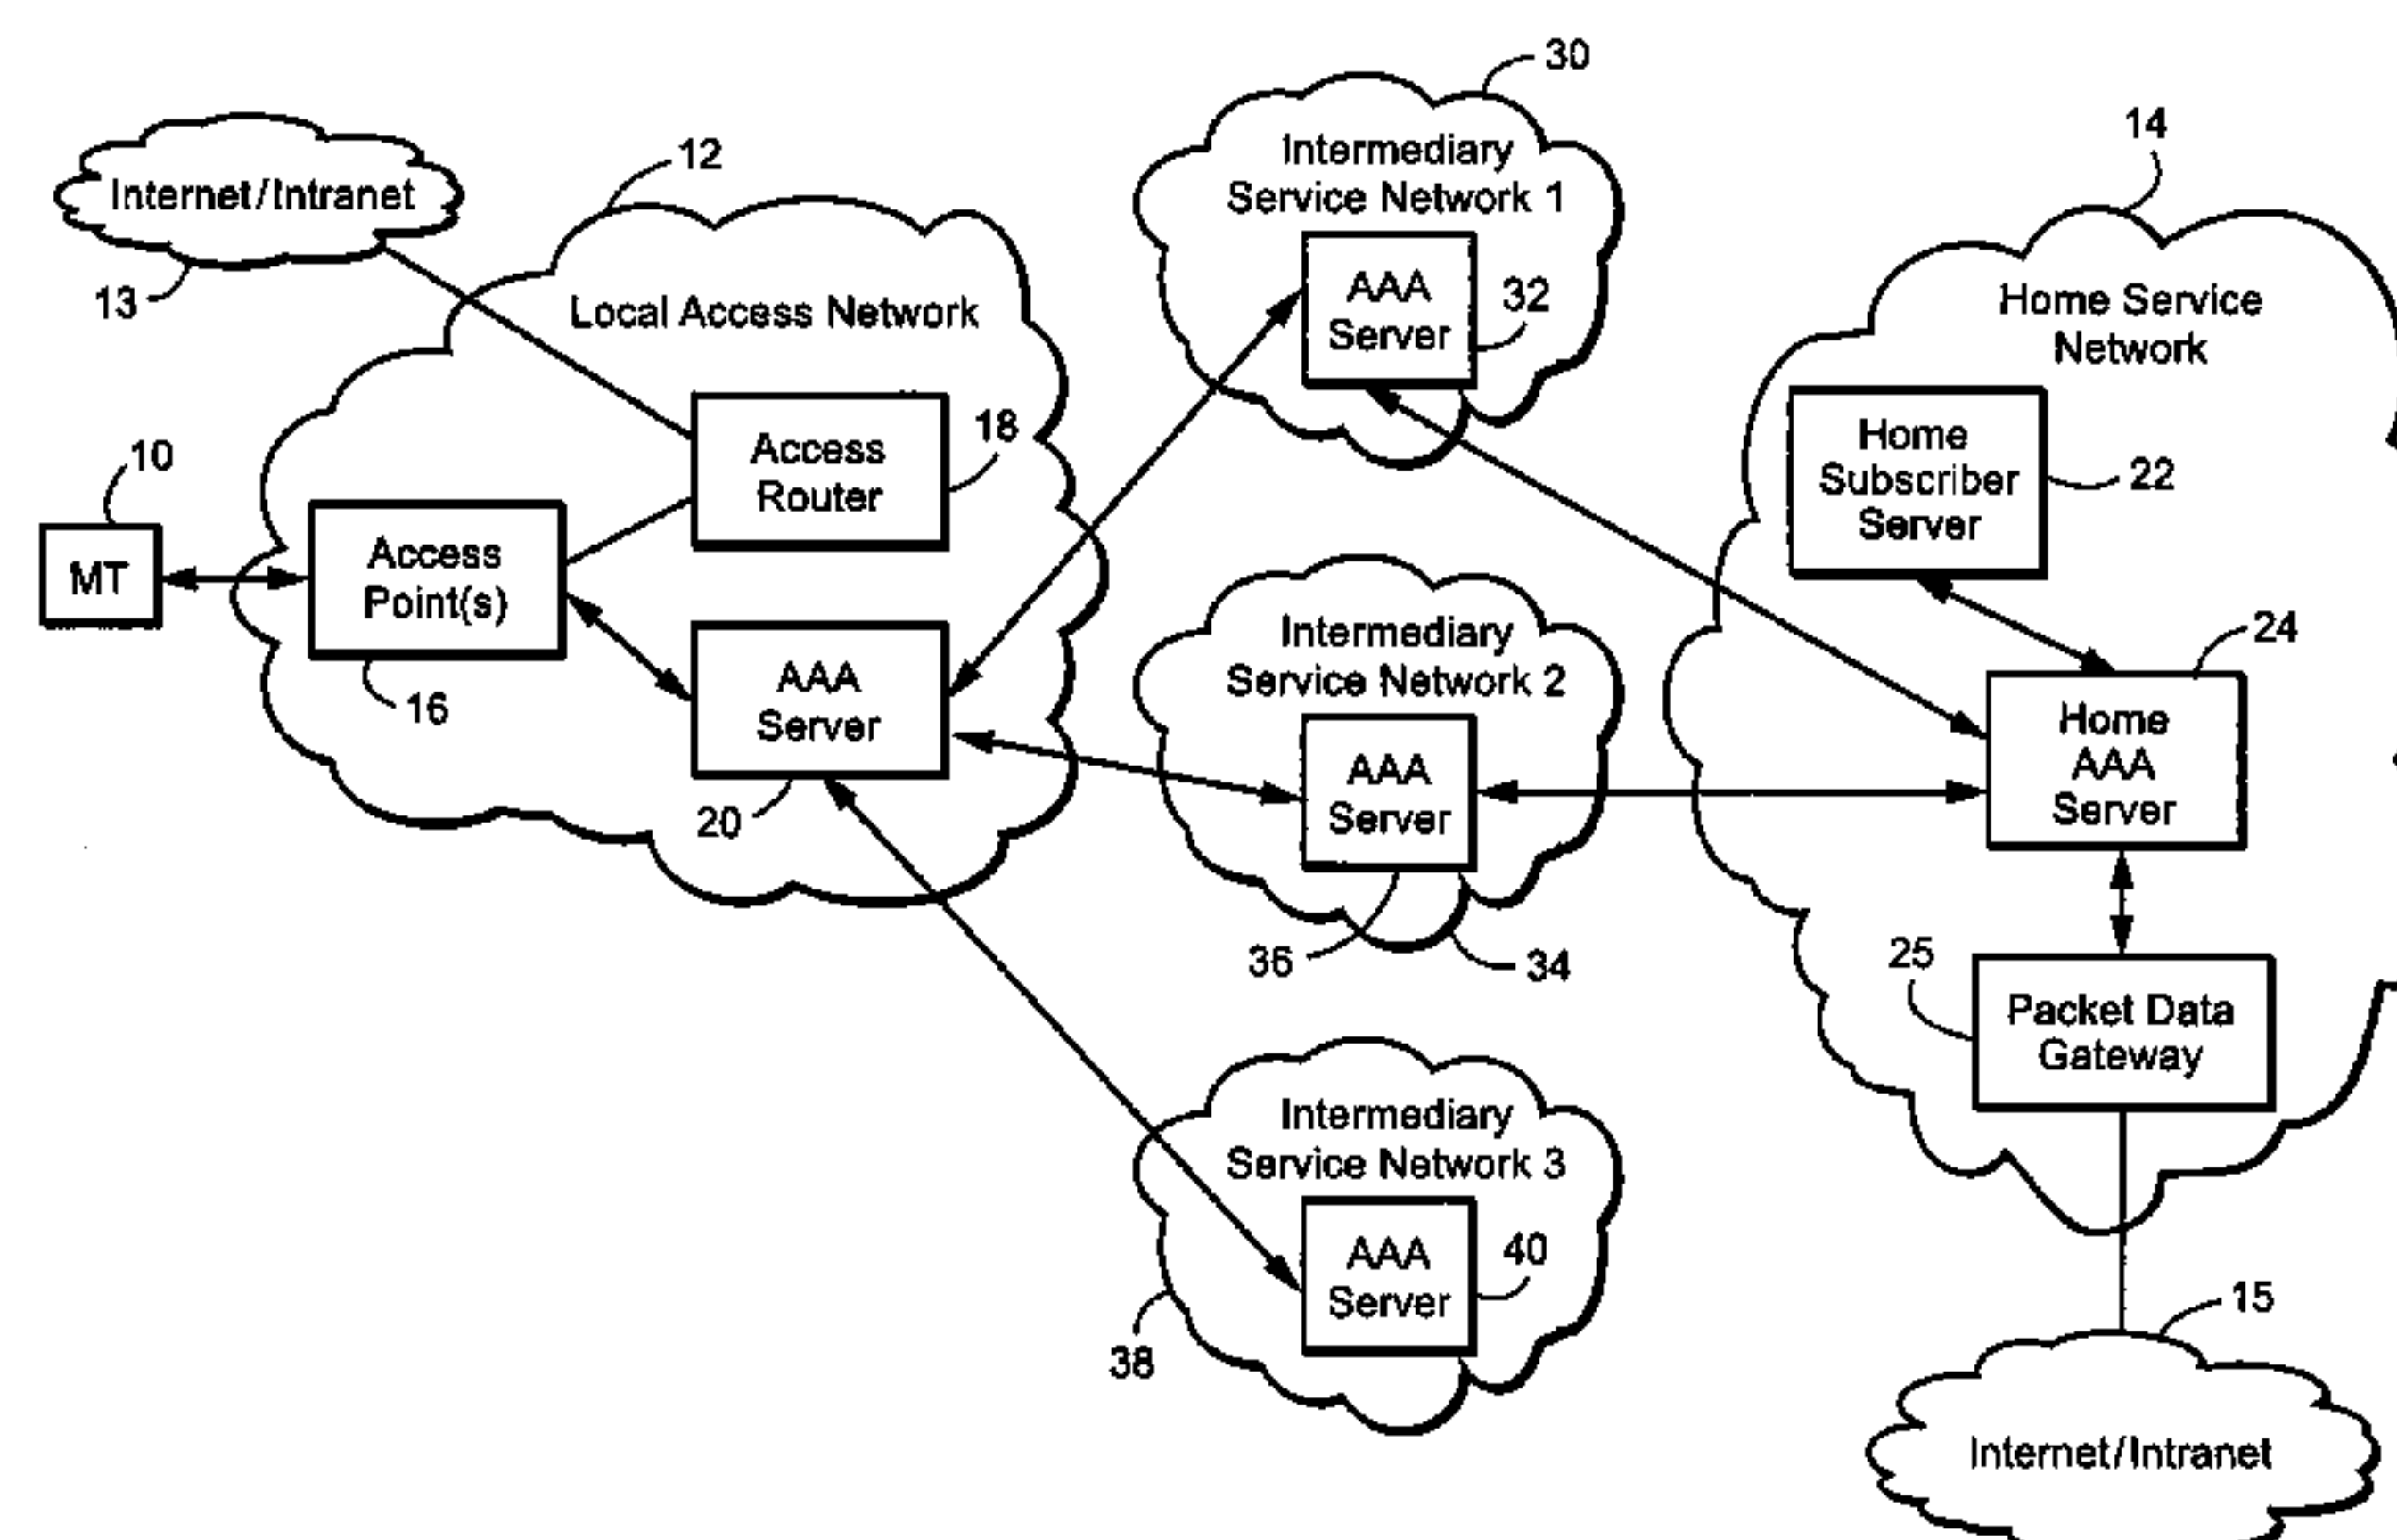 30
Intermediary
Service Network 1
AAA
Server
32
14
Home Service
Network
Home
Subscriber
Server
22
24
Home
AAA
Server
25
Packet Data
Gateway
15
Internet/Intranet
Internet/Intranet
13
12
Local Access Network
10
MT
Access
Point(s)
16
Access
Router
18
AAA
Server
20
Intermediary
Service Network 2
AAA
Server
36
34
Intermediary
Service Network 3
AAA
Server
40
38